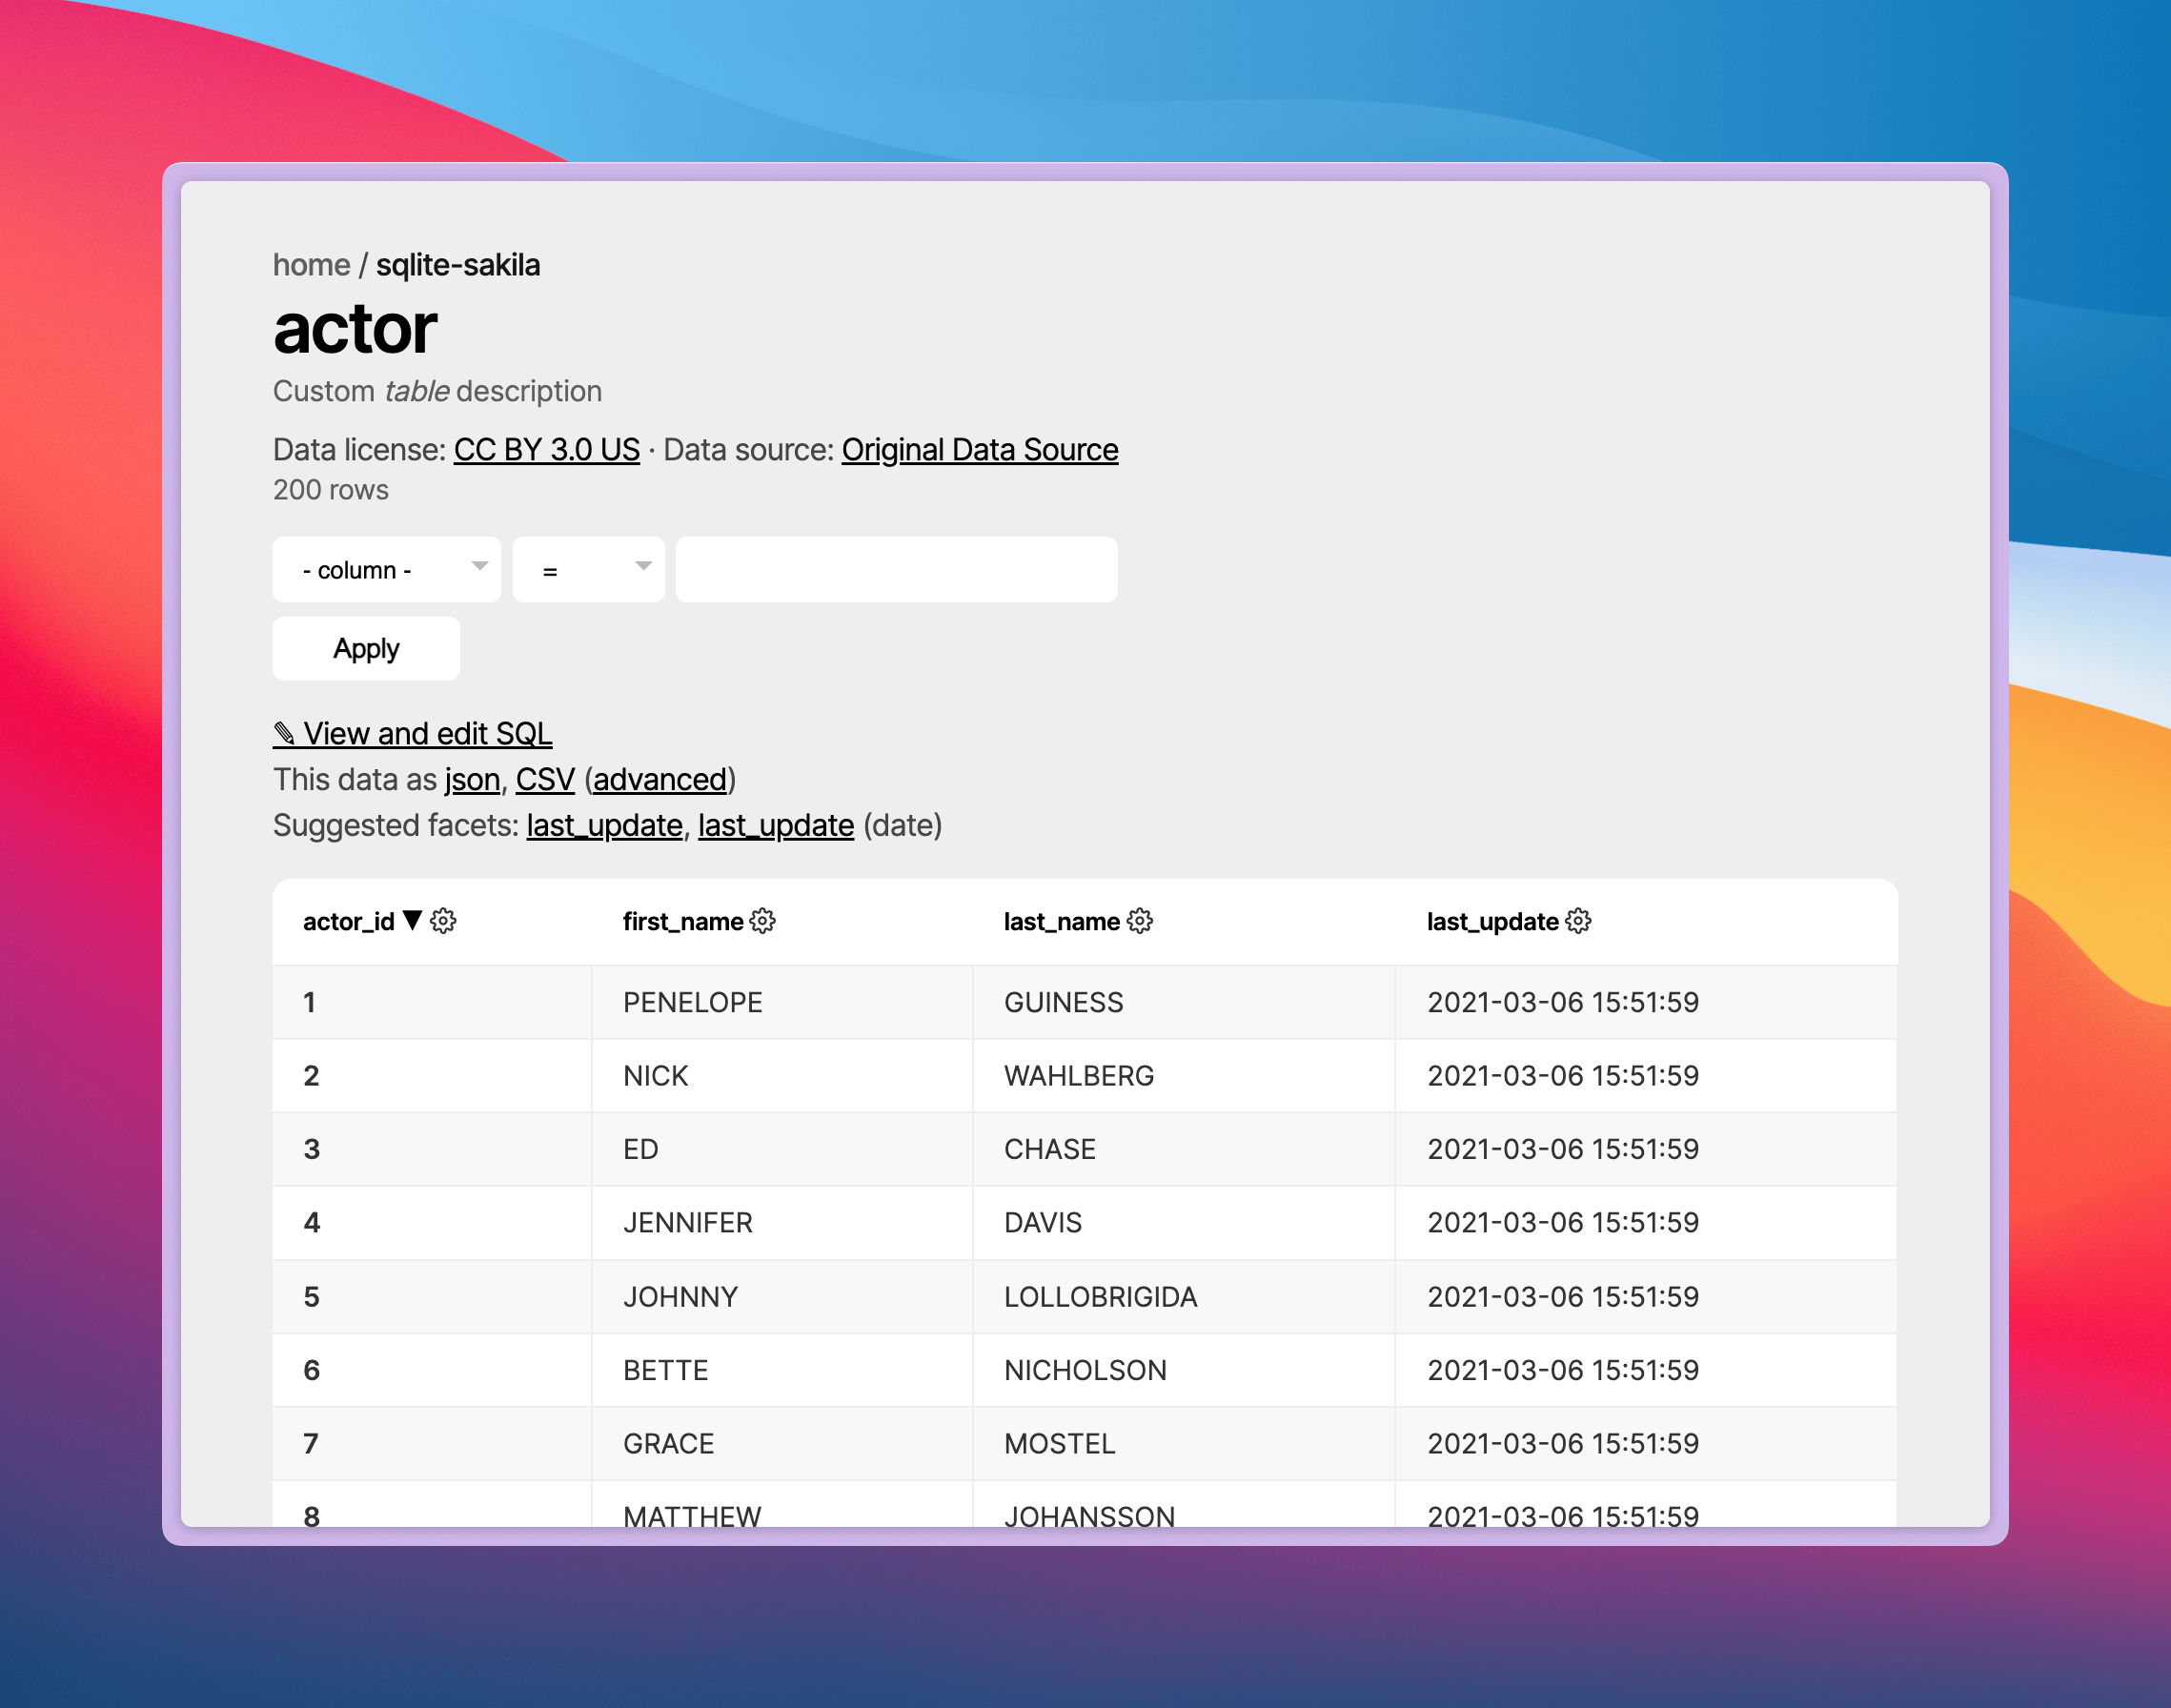 home / sqlite-sakila
actor
Custom table description
Data license: CC BY 3.0 US · Data source: Original Data Source
200 rows
- column - =
Apply
✎ View and edit SQL
This data as json, CSV (advanced)
Suggested facets: last_update, last_update (date)
actor_id ▼ first_name last_name last_update
1 PENELOPE GUINESS 2021-03-06 15:51:59
2 NICK WAHLBERG 2021-03-06 15:51:59
3 ED CHASE 2021-03-06 15:51:59
4 JENNIFER DAVIS 2021-03-06 15:51:59
5 JOHNNY LOLLOBRIGIDA 2021-03-06 15:51:59
6 BETTE NICHOLSON 2021-03-06 15:51:59
7 GRACE MOSTEL 2021-03-06 15:51:59
8 MATTHEW JOHANSSON 2021-03-06 15:51:59